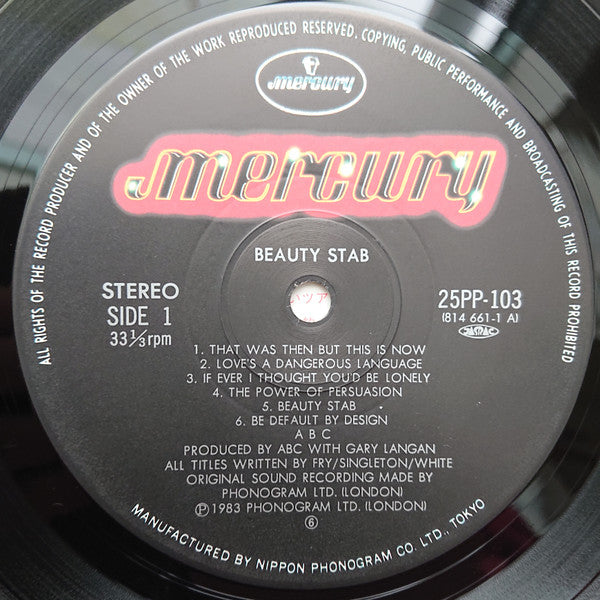 ALL RIGHTS OF THE RECORD PRODUCER AND OF THE OWNER OF THE WORK REPRODUCED RESERVED. COPYING, PUBLIC PERFORMANCE AND BROADCASTING OF THIS RECORD PROHIBITED
mercury
mercury
BEAUTY STAB
STEREO
SIDE 1
33 1/3 rpm
25PP-103
(814 661-1 A)
JASRAC
1. THAT WAS THEN BUT THIS IS NOW
2. LOVE'S A DANGEROUS LANGUAGE
3. IF EVER I THOUGHT YOU'D BE LONELY
4. THE POWER OF PERSUASION
5. BEAUTY STAB
6. BE DEFAULT BY DESIGN
A B C
PRODUCED BY ABC WITH GARY LANGAN
ALL TITLES WRITTEN BY FRY/SINGLETON/WHITE
ORIGINAL SOUND RECORDING MADE BY
PHONOGRAM LTD. (LONDON)
Ⓟ1983 PHONOGRAM LTD. (LONDON)
⑥
MANUFACTURED BY NIPPON PHONOGRAM CO. LTD., TOKYO